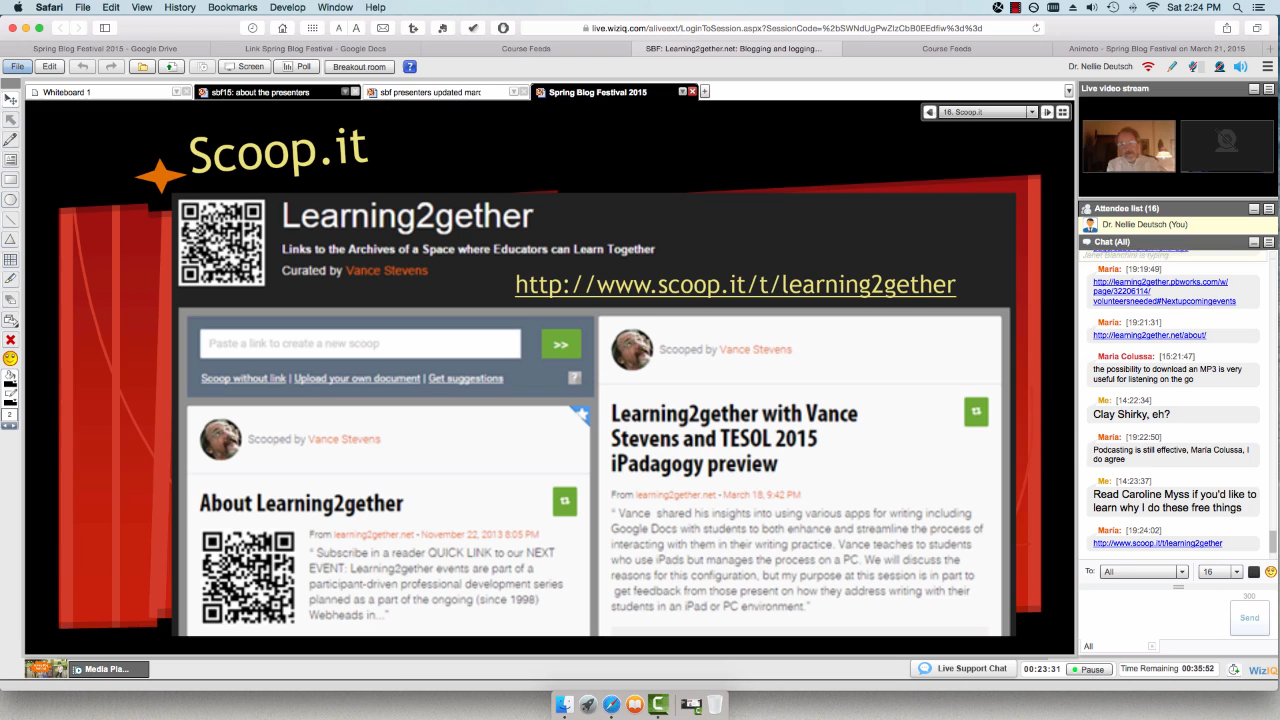 Safari File Edit View History Bookmarks Develop Window Help
Sat 2:24 PM
live.wiziq.com/aliveext/LoginToSession.aspx?SessionCode=%2bSWNdUgPwZIzCbB0EEdfiw%3d%3d
Spring Blog Festival 2015 - Google Drive
Link Spring Blog Festival - Google Docs
Course Feeds
SBF: Learning2gether.net: Blogging and logging...
Course Feeds
Animoto - Spring Blog Festival on March 21, 2015
File Edit Screen Poll Breakout room ?
Dr. Nellie Deutsch
Whiteboard 1
sbf15: about the presenters
sbf presenters updated marc
Spring Blog Festival 2015
16. Scoop.it
Scoop.it
Learning2gether
Links to the Archives of a Space where Educators can Learn Together
Curated by Vance Stevens
http://www.scoop.it/t/learning2gether
Paste a link to create a new scoop
>>
Scoop without link | Upload your own document | Get suggestions
?
Scooped by Vance Stevens
About Learning2gether
From learning2gether.net - November 22, 2013 8:05 PM
" Subscribe in a reader QUICK LINK to our NEXT
EVENT: Learning2gether events are part of a
participant-driven professional development series
planned as a part of the ongoing (since 1998)
Webheads in..."
Scooped by Vance Stevens
Learning2gether with Vance
Stevens and TESOL 2015
iPadagogy preview
From learning2gether.net - March 18, 9:42 PM
" Vance shared his insights into using various apps for writing including
Google Docs with students to both enhance and streamline the process of
interacting with them in their writing practice. Vance teaches to students
who use iPads but manages the process on a PC. We will discuss the
reasons for this configuration, but my purpose at this session is in part to
get feedback from those present on how they address writing with their
students in an iPad or PC environment."
Live video stream
Attendee list (16)
Dr. Nellie Deutsch (You)
Chat (All)
Janet Bianchini is typing
Maria: [19:19:49]
http://learning2gether.pbworks.com/w/
page/32206114/
volunteersneeded#Nextupcomingevents
Maria: [19:21:31]
http://learning2gether.net/about/
Maria Colussa: [15:21:47]
the possibility to download an MP3 is very
useful for listening on the go
Me: [14:22:34]
Clay Shirky, eh?
Maria: [19:22:50]
Podcasting is still effective, María Colussa, I
do agree
Me: [14:23:37]
Read Caroline Myss if you'd like to
learn why I do these free things
Maria: [19:24:02]
http://www.scoop.it/t/learning2gether
To: All 16
300
Send
All
2
Media Pla...
Live Support Chat
00:23:31
Pause
Time Remaining 00:35:52
WizIQ